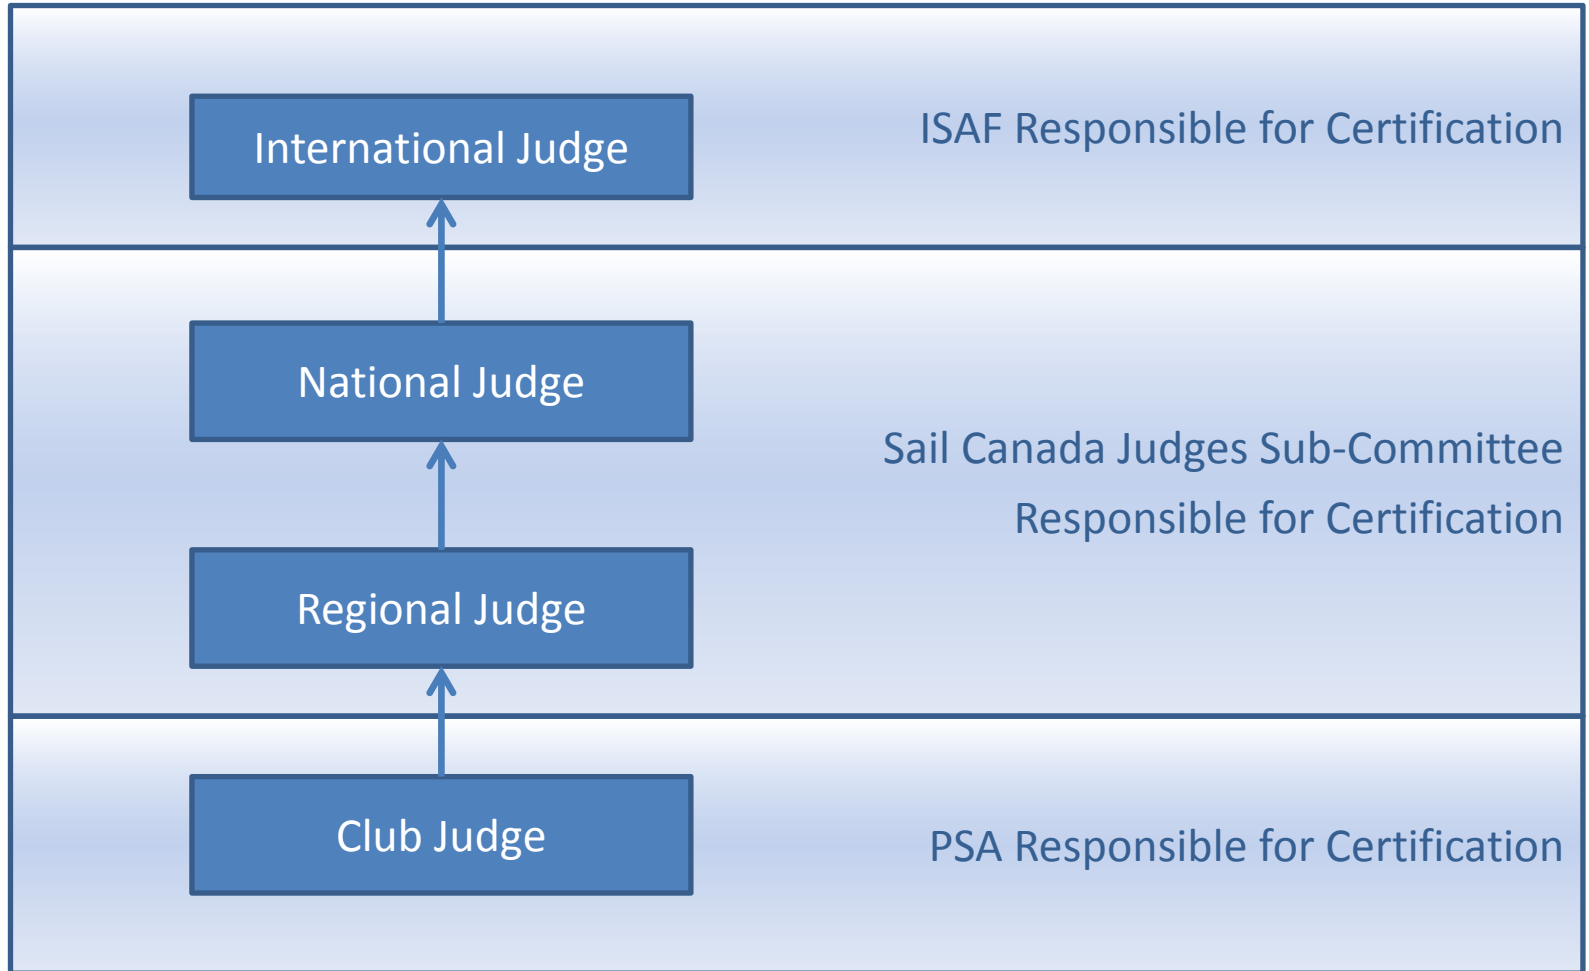 International Judge
ISAF Responsible for Certification
National Judge
Sail Canada Judges Sub-Committee
Responsible for Certification
Regional Judge
Club Judge
PSA Responsible for Certification